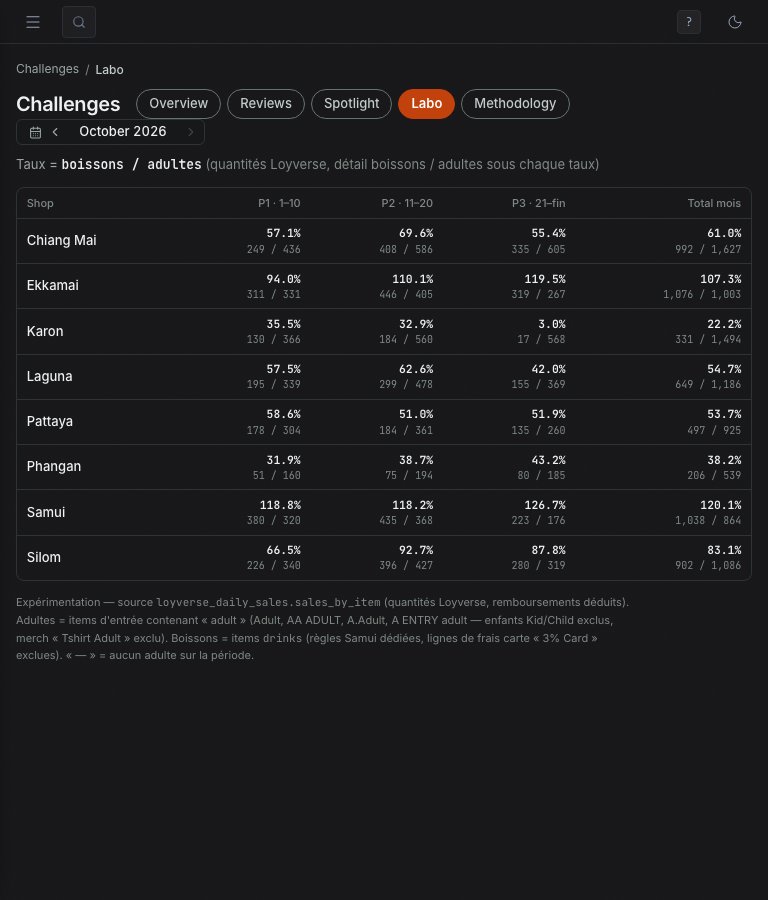 ?
Challenges / Labo
Challenges Overview Reviews Spotlight Labo Methodology
October 2026
Taux = boissons / adultes (quantités Loyverse, détail boissons / adultes sous chaque taux)
Shop P1 · 1–10 P2 · 11–20 P3 · 21–fin Total mois
Chiang Mai 57.1% 69.6% 55.4% 61.0%
249 / 436 408 / 586 335 / 605 992 / 1,627
Ekkamai 94.0% 110.1% 119.5% 107.3%
311 / 331 446 / 405 319 / 267 1,076 / 1,003
Karon 35.5% 32.9% 3.0% 22.2%
130 / 366 184 / 560 17 / 568 331 / 1,494
Laguna 57.5% 62.6% 42.0% 54.7%
195 / 339 299 / 478 155 / 369 649 / 1,186
Pattaya 58.6% 51.0% 51.9% 53.7%
178 / 304 184 / 361 135 / 260 497 / 925
Phangan 31.9% 38.7% 43.2% 38.2%
51 / 160 75 / 194 80 / 185 206 / 539
Samui 118.8% 118.2% 126.7% 120.1%
380 / 320 435 / 368 223 / 176 1,038 / 864
Silom 66.5% 92.7% 87.8% 83.1%
226 / 340 396 / 427 280 / 319 902 / 1,086
Expérimentation — source loyverse_daily_sales.sales_by_item (quantités Loyverse, remboursements déduits).
Adultes = items d'entrée contenant « adult » (Adult, AA ADULT, A.Adult, A ENTRY adult — enfants Kid/Child exclus,
merch « Tshirt Adult » exclu). Boissons = items drinks (règles Samui dédiées, lignes de frais carte « 3% Card »
exclues). « — » = aucun adulte sur la période.